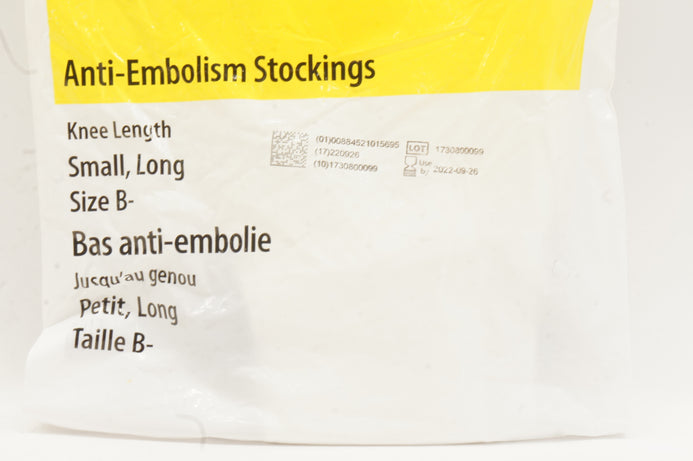 Anti-Embolism Stockings
Knee Length
Small, Long
Size B-
(01)00884521015695
(17)220926
(10)1730800099
LOT 1730800099
Use by 2022-09-26
Bas anti-embolie
Jusqu'au genou
Petit, Long
Taille B-